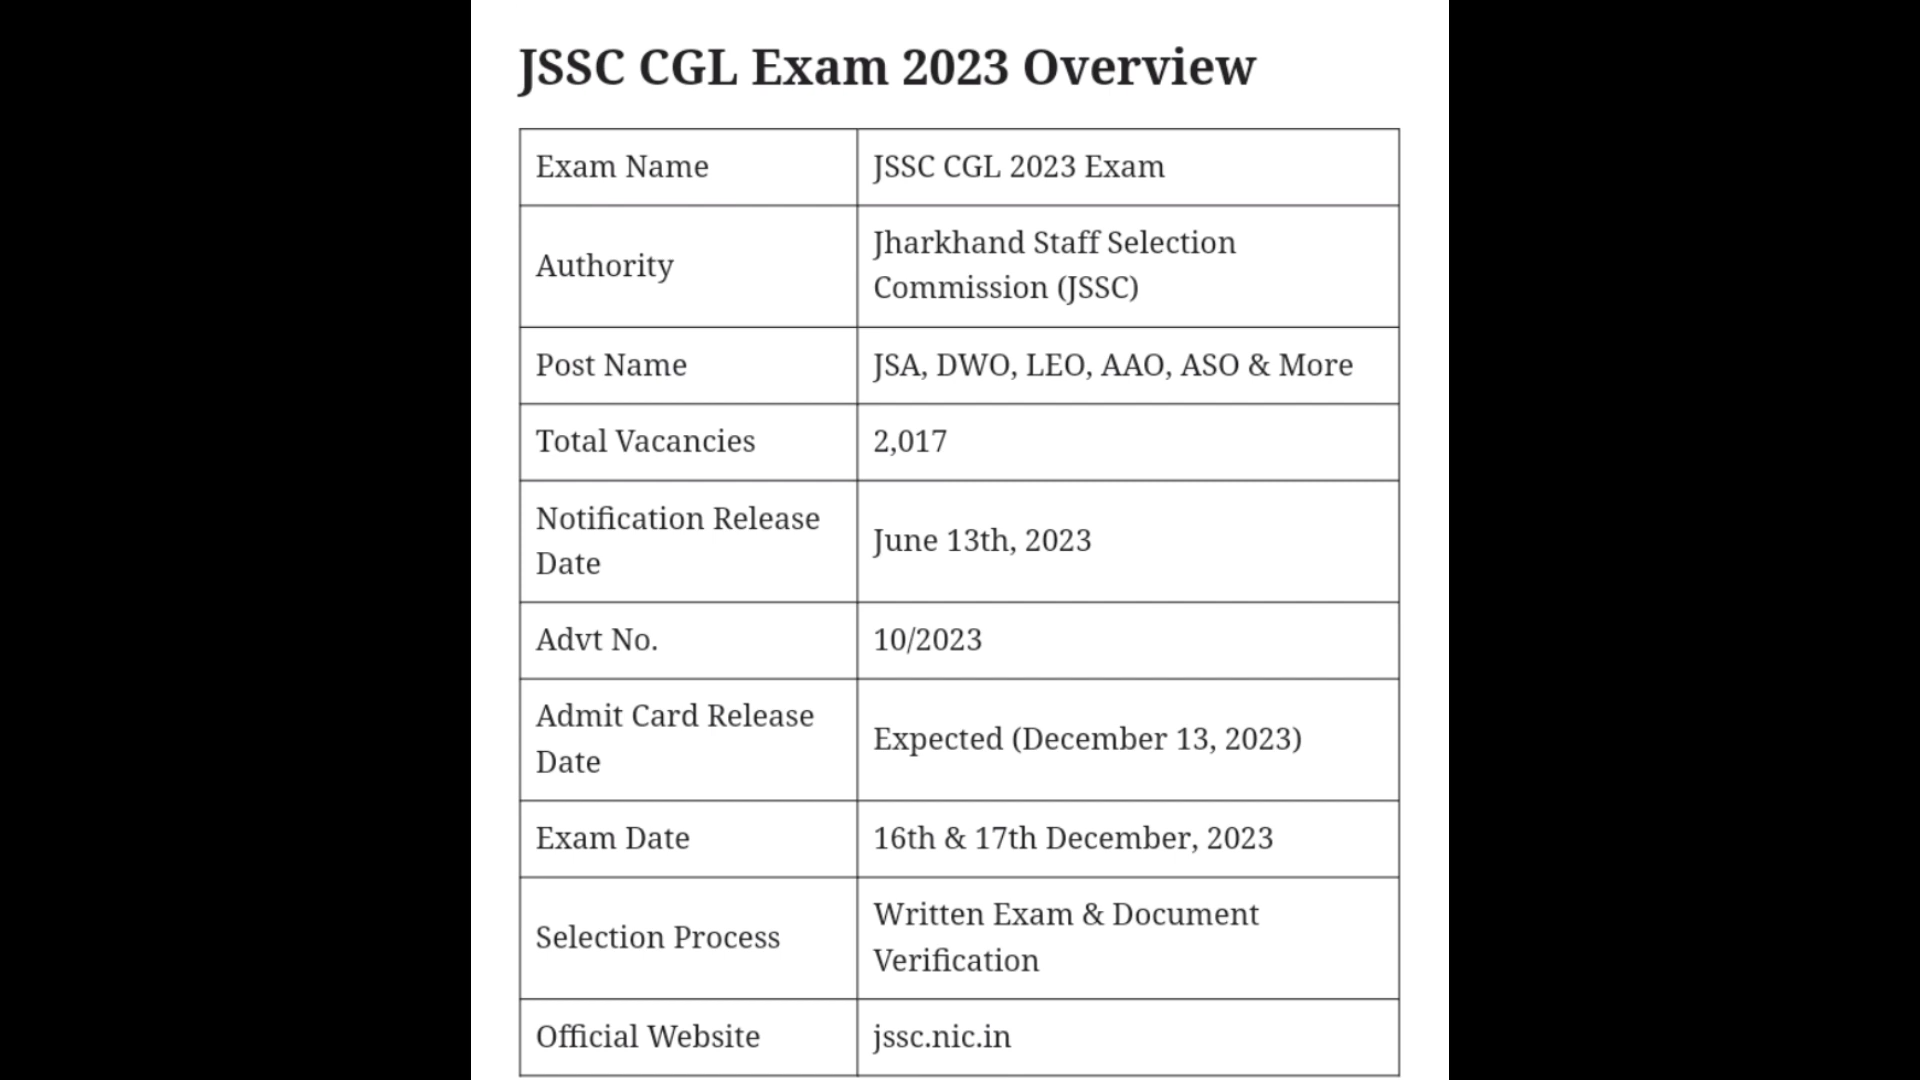 JSSC CGL Exam 2023 Overview
Exam Name
JSSC CGL 2023 Exam
Authority
Jharkhand Staff Selection
Commission (JSSC)
Post Name
JSA, DWO, LEO, AAO, ASO & More
Total Vacancies
2,017
Notification Release
Date
June 13th, 2023
Advt No.
10/2023
Admit Card Release
Date
Expected (December 13, 2023)
Exam Date
16th & 17th December, 2023
Selection Process
Written Exam & Document
Verification
Official Website
jssc.nic.in